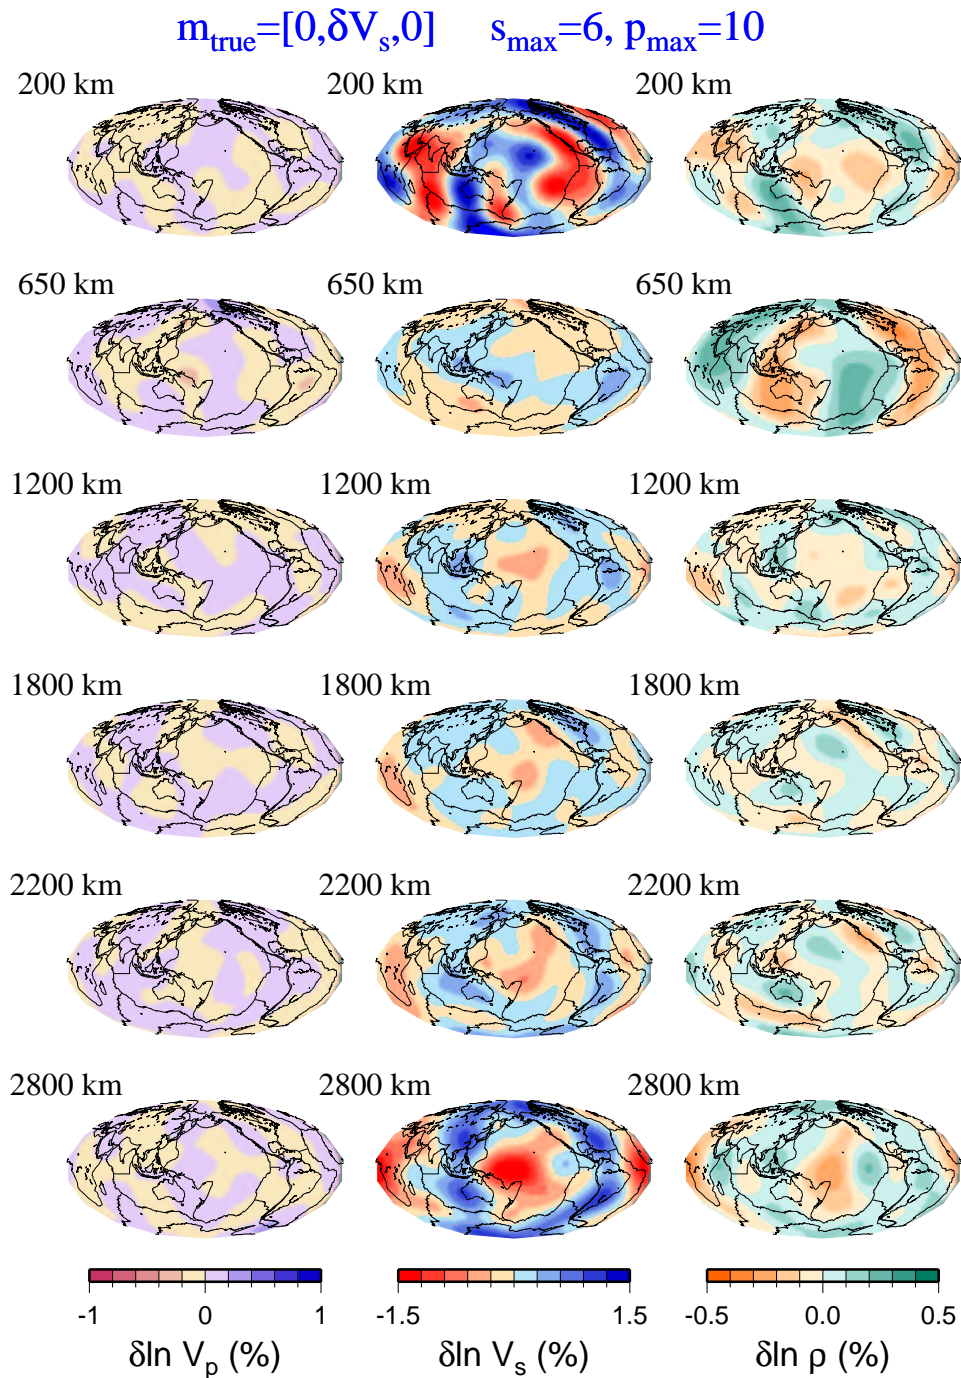 m_true=[0,δV_s,0] s_max=6, p_max=10
200 km 200 km 200 km
650 km 650 km 650 km
1200 km 1200 km 1200 km
1800 km 1800 km 1800 km
2200 km 2200 km 2200 km
2800 km 2800 km 2800 km
-1 0 1 -1.5 1.5 -0.5 0.0 0.5
δln V_p (%) δln V_s (%) δln ρ (%)